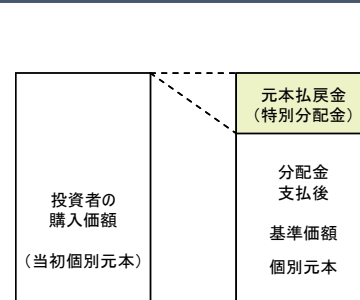 元本払戻金
（特別分配金）
投資者の
購入価額
（当初個別元本）
分配金
支払後
基準価額
個別元本